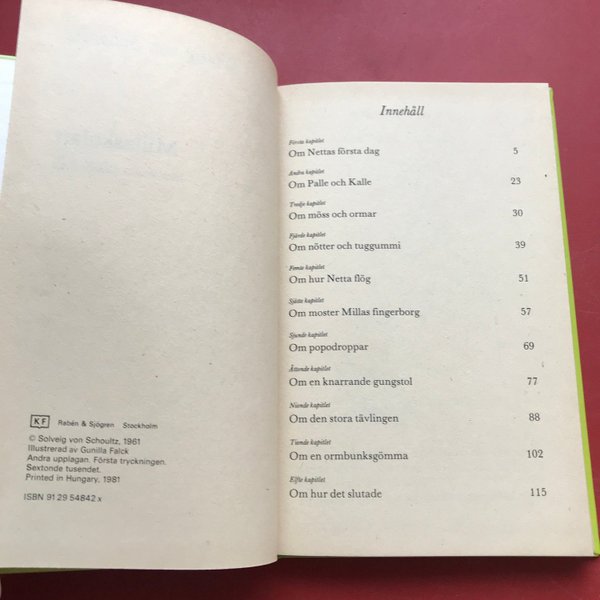 KF Rabén & Sjögren Stockholm
© Solveig von Schoultz, 1961
Illustrerad av Gunilla Falck
Andra upplagan. Första tryckningen.
Sextonde tusendet.
Printed in Hungary, 1981
ISBN 91 29 54842 x
Innehåll
Första kapitlet
Om Nettas första dag 5
Andra kapitlet
Om Palle och Kalle 23
Tredje kapitlet
Om möss och ormar 30
Fjärde kapitlet
Om nötter och tuggummi 39
Femte kapitlet
Om hur Netta flög 51
Sjätte kapitlet
Om moster Millas fingerborg 57
Sjunde kapitlet
Om popodroppar 69
Åttonde kapitlet
Om en knarrande gungstol 77
Nionde kapitlet
Om den stora tävlingen 88
Tionde kapitlet
Om en ormbunksgömma 102
Elfte kapitlet
Om hur det slutade 115